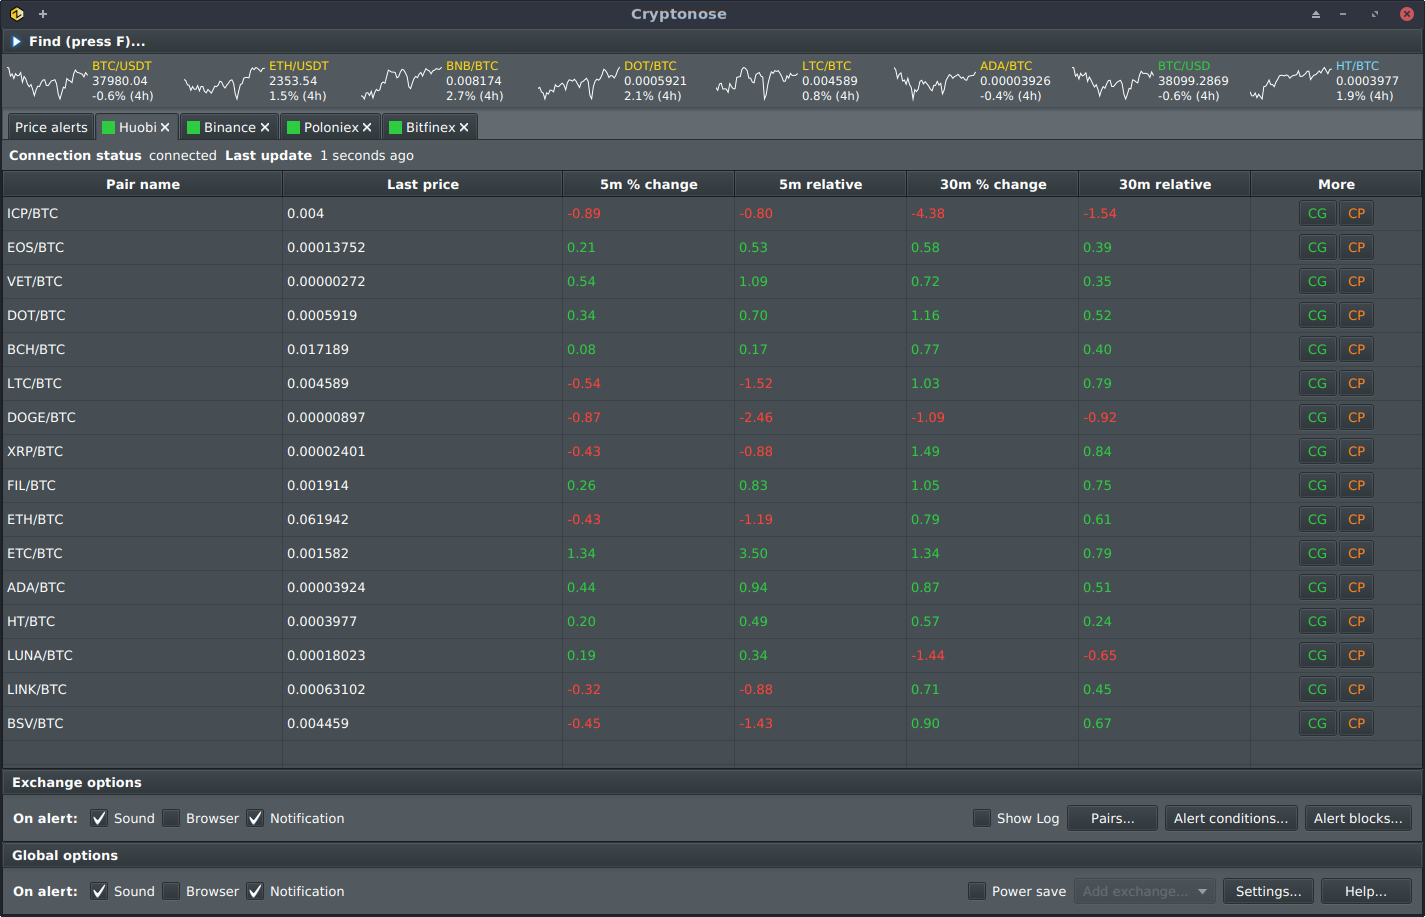 Cryptonose
Find (press F)...
BTC/USDT
37980.04
-0.6% (4h)
ETH/USDT
2353.54
1.5% (4h)
BNB/BTC
0.008174
2.7% (4h)
DOT/BTC
0.0005921
2.1% (4h)
LTC/BTC
0.004589
0.8% (4h)
ADA/BTC
0.00003926
-0.4% (4h)
BTC/USD
38099.2869
-0.6% (4h)
HT/BTC
0.0003977
1.9% (4h)
Price alerts Huobi Binance Poloniex Bitfinex
Connection status connected Last update 1 seconds ago
Pair name Last price 5m % change 5m relative 30m % change 30m relative More
ICP/BTC 0.004 -0.89 -0.80 -4.38 -1.54 CG CP
EOS/BTC 0.00013752 0.21 0.53 0.58 0.39 CG CP
VET/BTC 0.00000272 0.54 1.09 0.72 0.35 CG CP
DOT/BTC 0.0005919 0.34 0.70 1.16 0.52 CG CP
BCH/BTC 0.017189 0.08 0.17 0.77 0.40 CG CP
LTC/BTC 0.004589 -0.54 -1.52 1.03 0.79 CG CP
DOGE/BTC 0.00000897 -0.87 -2.46 -1.09 -0.92 CG CP
XRP/BTC 0.00002401 -0.43 -0.88 1.49 0.84 CG CP
FIL/BTC 0.001914 0.26 0.83 1.05 0.75 CG CP
ETH/BTC 0.061942 -0.43 -1.19 0.79 0.61 CG CP
ETC/BTC 0.001582 1.34 3.50 1.34 0.79 CG CP
ADA/BTC 0.00003924 0.44 0.94 0.87 0.51 CG CP
HT/BTC 0.0003977 0.20 0.49 0.57 0.24 CG CP
LUNA/BTC 0.00018023 0.19 0.34 -1.44 -0.65 CG CP
LINK/BTC 0.00063102 -0.32 -0.88 0.71 0.45 CG CP
BSV/BTC 0.004459 -0.45 -1.43 0.90 0.67 CG CP
Exchange options
On alert: Sound Browser Notification Show Log Pairs... Alert conditions... Alert blocks...
Global options
On alert: Sound Browser Notification Power save Add exchange... Settings... Help...